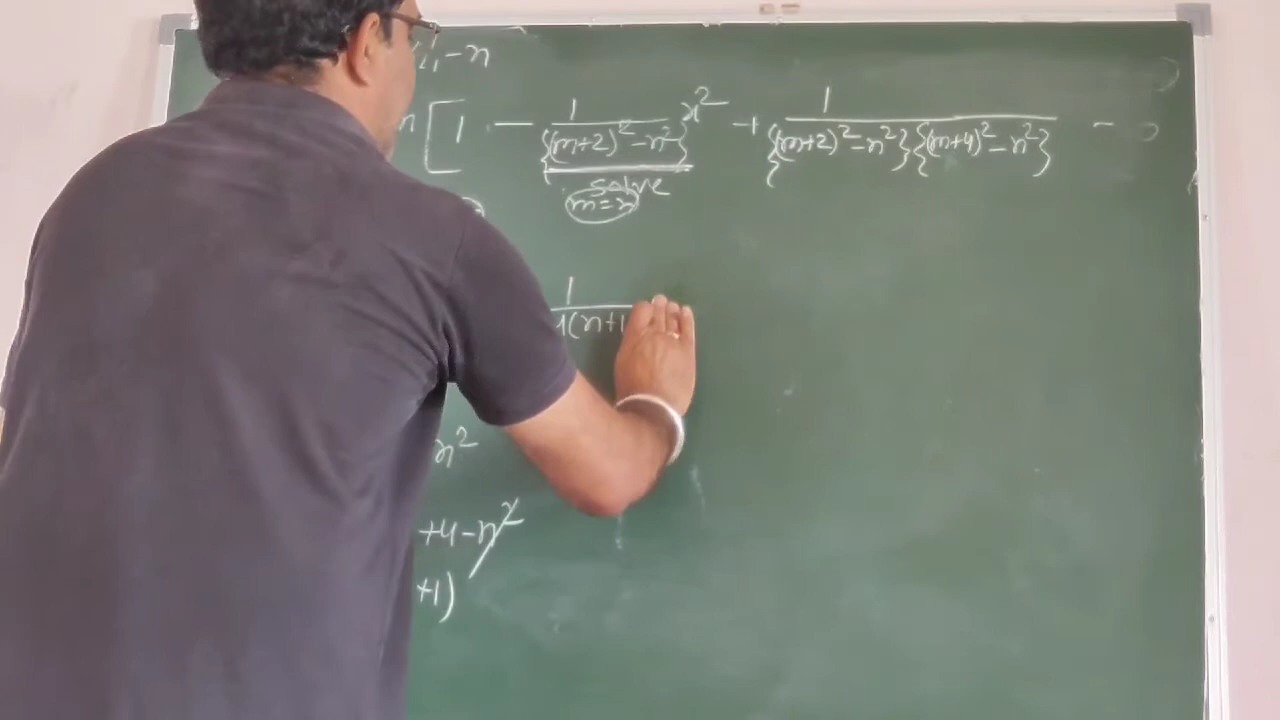 , -n
n [ 1 - 1/{(m+2)² - n²} x² + 1/{(m+2)² - n²}{(m+4)² - n²} -
solve
m = n
1/4(n+1
n²
+4 - n²
+1)